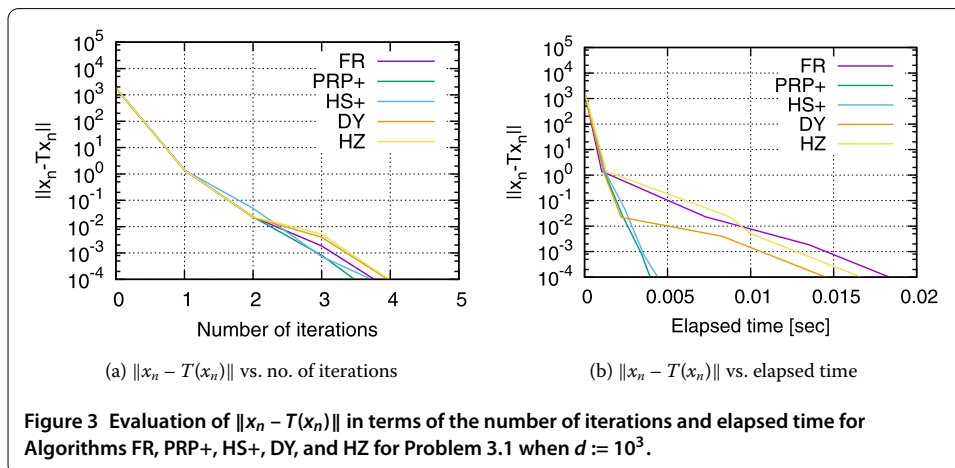 10^5
10^4
10^3
10^2
10^1
10^0
10^-1
10^-2
10^-3
10^-4
||x_n-Tx_n||
FR
PRP+
HS+
DY
HZ
0 1 2 3 4 5
Number of iterations
(a) ‖x_n – T(x_n)‖ vs. no. of iterations
10^5
10^4
10^3
10^2
10^1
10^0
10^-1
10^-2
10^-3
10^-4
||x_n-Tx_n||
FR
PRP+
HS+
DY
HZ
0 0.005 0.01 0.015 0.02
Elapsed time [sec]
(b) ‖x_n – T(x_n)‖ vs. elapsed time
Figure 3 Evaluation of ‖x_n – T(x_n)‖ in terms of the number of iterations and elapsed time for
Algorithms FR, PRP+, HS+, DY, and HZ for Problem 3.1 when d := 10^3.